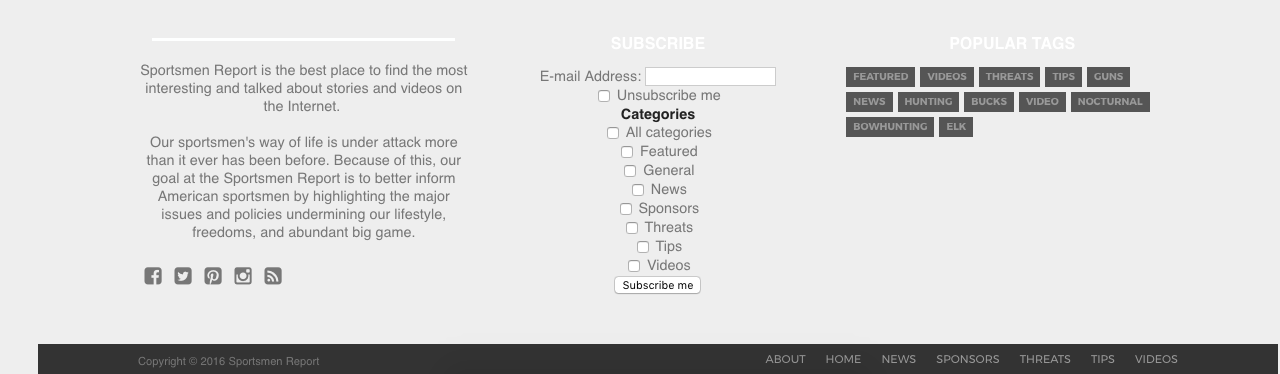 Sportsmen Report is the best place to find the most
interesting and talked about stories and videos on
the Internet.
Our sportsmen's way of life is under attack more
than it ever has been before. Because of this, our
goal at the Sportsmen Report is to better inform
American sportsmen by highlighting the major
issues and policies undermining our lifestyle,
freedoms, and abundant big game.
SUBSCRIBE
E-mail Address:
Unsubscribe me
Categories
All categories
Featured
General
News
Sponsors
Threats
Tips
Videos
Subscribe me
POPULAR TAGS
FEATURED VIDEOS THREATS TIPS GUNS
NEWS HUNTING BUCKS VIDEO NOCTURNAL
BOWHUNTING ELK
Copyright © 2016 Sportsmen Report
ABOUT HOME NEWS SPONSORS THREATS TIPS VIDEOS